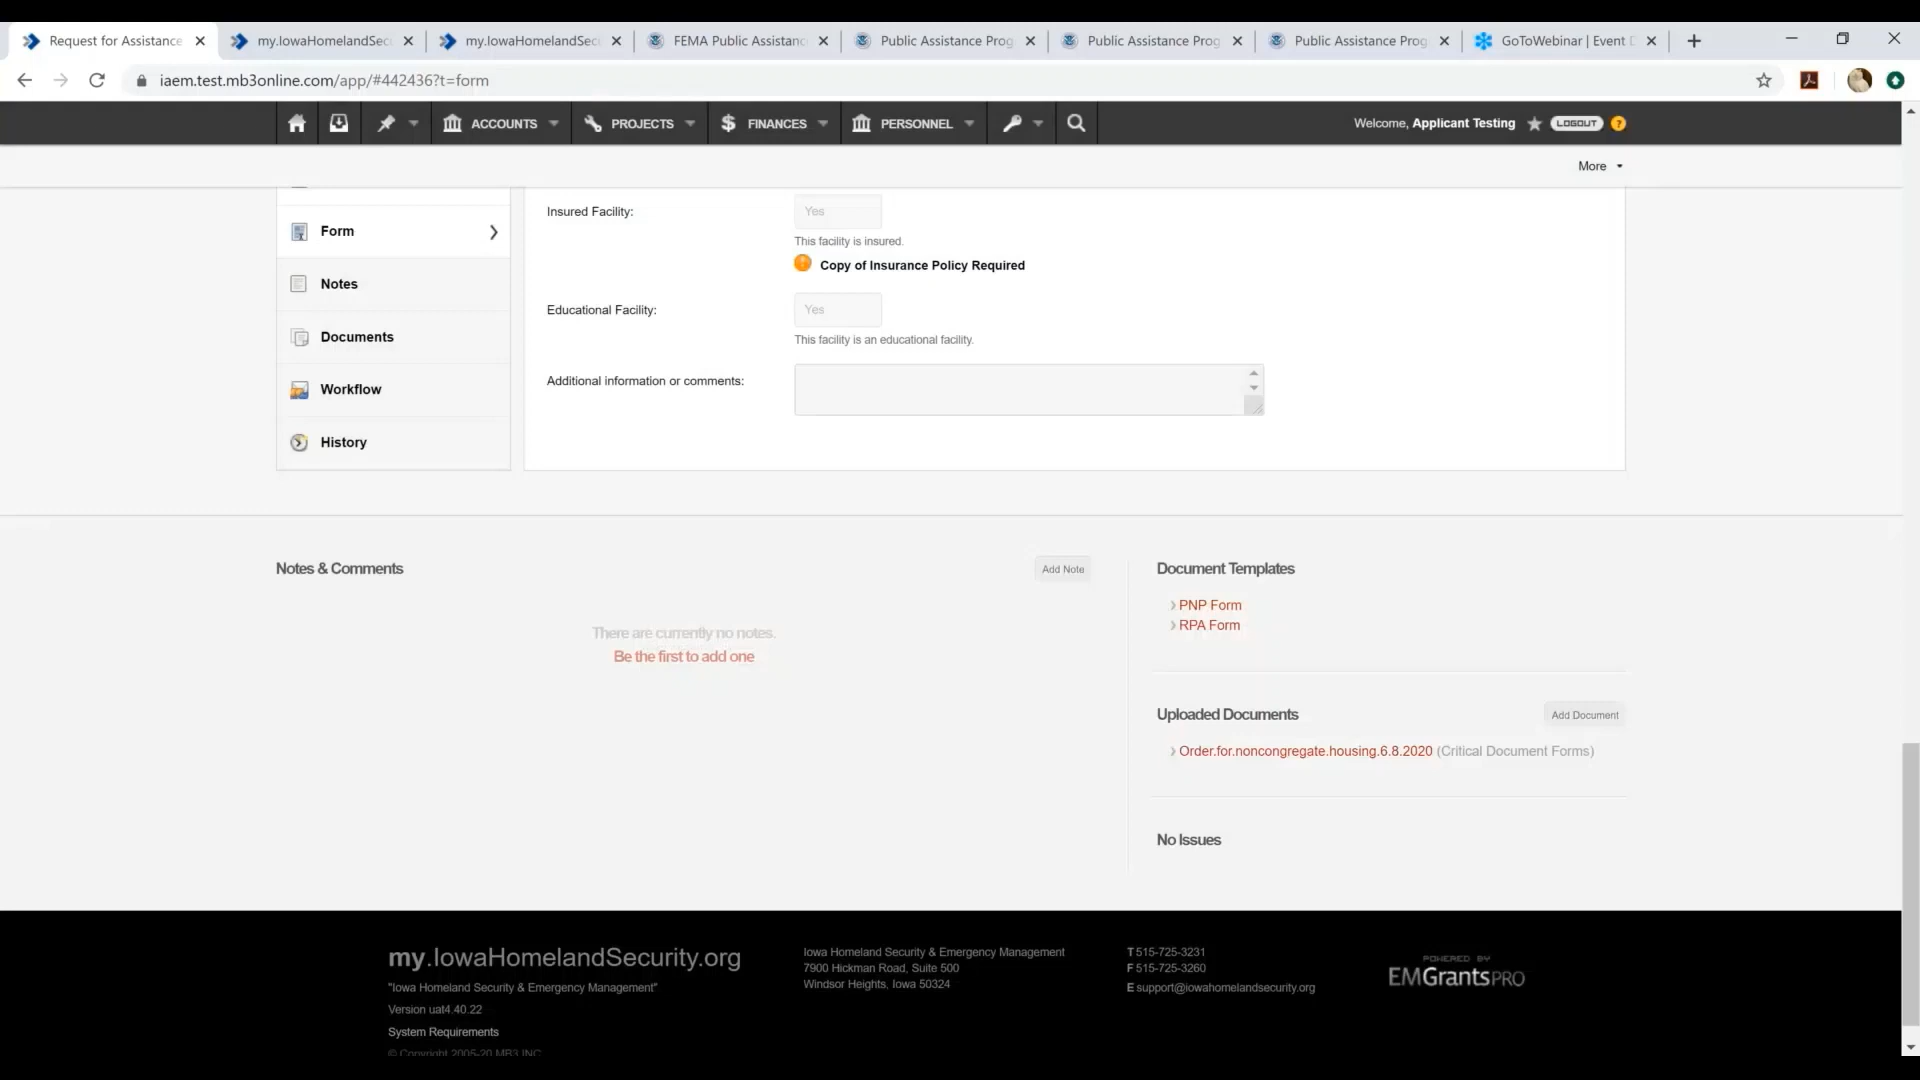 Request for Assistance
my.IowaHomelandSec
my.IowaHomelandSec
FEMA Public Assistanc
Public Assistance Prog
Public Assistance Prog
Public Assistance Prog
GoToWebinar | Event D
iaem.test.mb3online.com/app/#442436?t=form
ACCOUNTS
PROJECTS
FINANCES
PERSONNEL
Welcome, Applicant Testing
LOGOUT
?
More
Form
Notes
Documents
Workflow
History
Insured Facility:
Yes
This facility is insured.
Copy of Insurance Policy Required
Educational Facility:
Yes
This facility is an educational facility.
Additional information or comments:
Notes & Comments
Add Note
There are currently no notes.
Be the first to add one
Document Templates
PNP Form
RPA Form
Uploaded Documents
Add Document
Order.for.noncongregate.housing.6.8.2020 (Critical Document Forms)
No Issues
my.IowaHomelandSecurity.org
"Iowa Homeland Security & Emergency Management"
Version uat4.40.22
System Requirements
© Copyright 2005-20 MB3 INC
Iowa Homeland Security & Emergency Management
7900 Hickman Road, Suite 500
Windsor Heights, Iowa 50324
T 515-725-3231
F 515-725-3260
E support@iowahomelandsecurity.org
POWERED BY
EMGrantsPRO